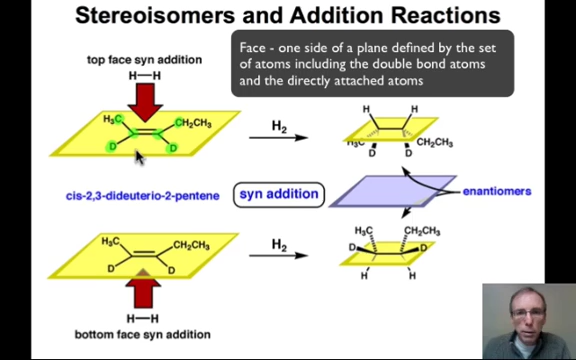 Stereoisomers and Addition Reactions
Face - one side of a plane defined by the set
of atoms including the double bond atoms
and the directly attached atoms
top face syn addition
H—H
H₃C
CH₂CH₃
D
D
H₂
H
H
H₃C
D
D
CH₂CH₃
cis-2,3-dideuterio-2-pentene
syn addition
enantiomers
H₃C
CH₂CH₃
D
D
H₂
H₃C
CH₂CH₃
D
D
H
H
H—H
bottom face syn addition